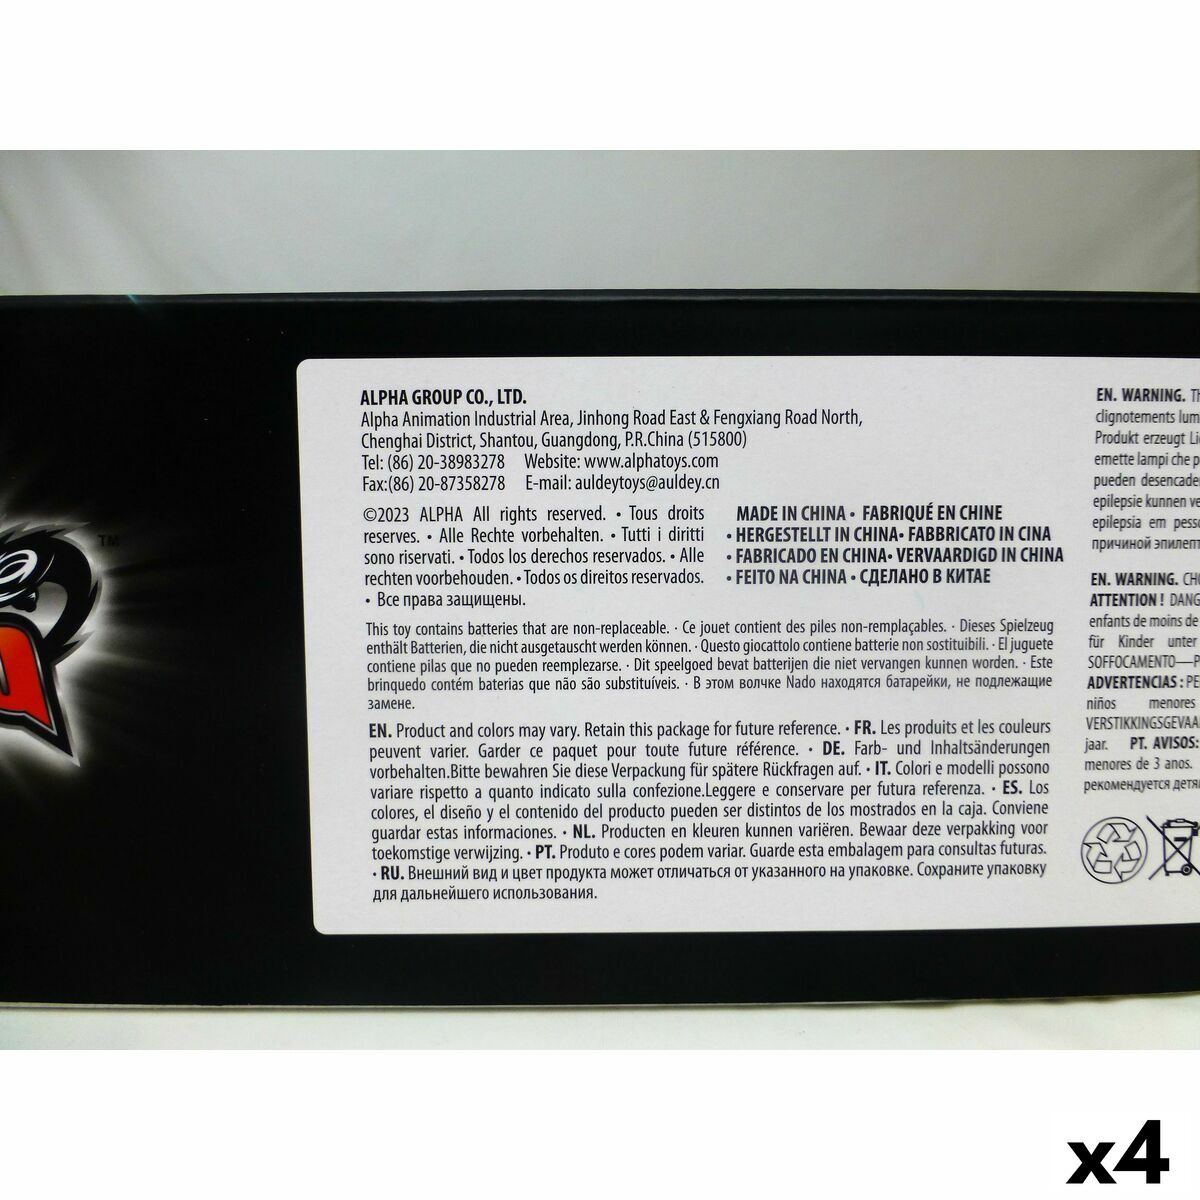 ALPHA GROUP CO., LTD.
Alpha Animation Industrial Area, Jinhong Road East & Fengxiang Road North,
Chenghai District, Shantou, Guangdong, P.R.China (515800)
Tel: (86) 20-38983278 Website: www.alphatoys.com
Fax:(86) 20-87358278 E-mail: auldeytoys@auldey.cn
©2023 ALPHA All rights reserved. • Tous droits
reserves. • Alle Rechte vorbehalten. • Tutti i diritti
sono riservati. • Todos los derechos reservados. • Alle
rechten voorbehouden. • Todos os direitos reservados.
• Все права защищены.
MADE IN CHINA • FABRIQUÉ EN CHINE
• HERGESTELLT IN CHINA• FABBRICATO IN CINA
• FABRICADO EN CHINA• VERVAARDIGD IN CHINA
• FEITO NA CHINA • СДЕЛАНО В КИТАЕ
This toy contains batteries that are non-replaceable. · Ce jouet contient des piles non-remplaçables. · Dieses Spielzeug
enthält Batterien, die nicht ausgetauscht werden können. · Questo giocattolo contiene batterie non sostituibili. · El juguete
contiene pilas que no pueden reemplezarse. · Dit speelgoed bevat batterijen die niet vervangen kunnen worden. · Este
brinquedo contém baterias que não são substituíveis. · В этом волчке Nado находятся батарейки, не подлежащие
замене.
EN. Product and colors may vary. Retain this package for future reference. · FR. Les produits et les couleurs
peuvent varier. Garder ce paquet pour toute future référence. · DE. Farb- und Inhaltsänderungen
vorbehalten.Bitte bewahren Sie diese Verpackung für spätere Rückfragen auf. · IT. Colori e modelli possono
variare rispetto a quanto indicato sulla confezione.Leggere e conservare per futura referenza. · ES. Los
colores, el diseño y el contenido del producto pueden ser distintos de los mostrados en la caja. Conviene
guardar estas informaciones. · NL. Producten en kleuren kunnen variëren. Bewaar deze verpakking voor
toekomstige verwijzing. · PT. Produto e cores podem variar. Guarde esta embalagem para consultas futuras.
· RU. Внешний вид и цвет продукта может отличаться от указанного на упаковке. Сохраните упаковку
для дальнейшего использования.
EN. WARNING. Th
clignotements lum
Produkt erzeugt Li
emette lampi che p
pueden desencade
epilepsie kunnen ve
epilepsia em pess
причиной эпилепт
EN. WARNING. CHO
ATTENTION ! DANG
enfants de moins de
für Kinder unter
SOFFOCAMENTO—P
ADVERTENCIAS : PE
niños menores
VERSTIKKINGSGEVAA
jaar. PT. AVISOS:
menores de 3 anos.
рекомендуется детя
TM
x4